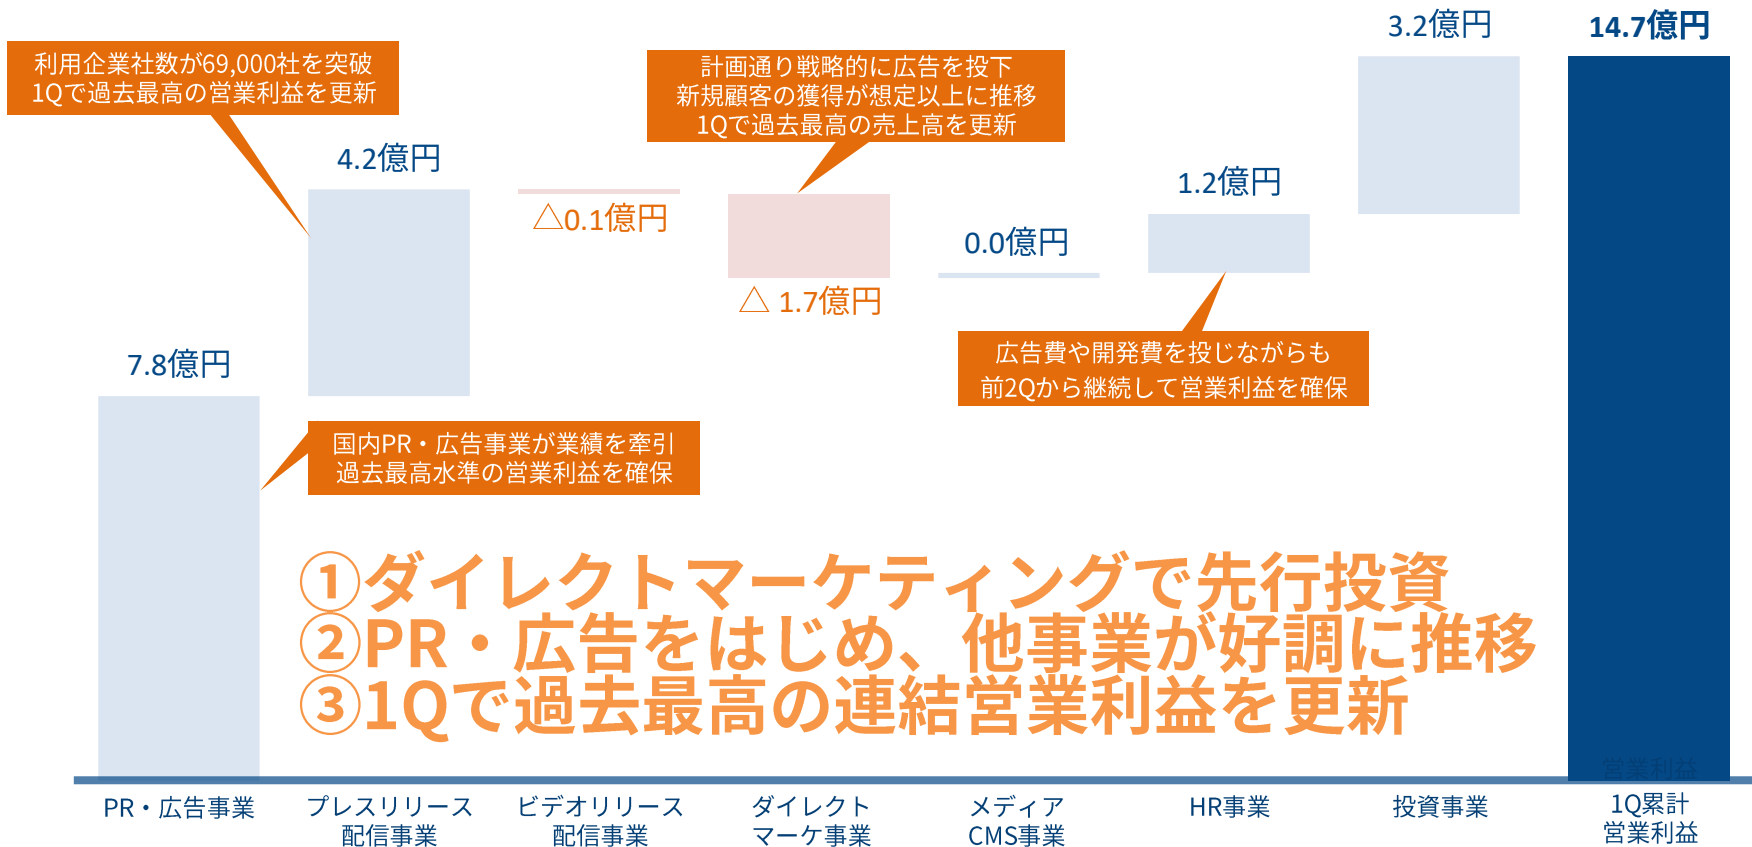 3.2億円
14.7億円
利用企業社数が69,000社を突破
1Qで過去最高の営業利益を更新
計画通り戦略的に広告を投下
新規顧客の獲得が想定以上に推移
1Qで過去最高の売上高を更新
4.2億円
△0.1億円
△ 1.7億円
0.0億円
1.2億円
7.8億円
広告費や開発費を投じながらも
前2Qから継続して営業利益を確保
国内PR・広告事業が業績を牽引
過去最高水準の営業利益を確保
①ダイレクトマーケティングで先行投資
②PR・広告をはじめ、他事業が好調に推移
③1Qで過去最高の連結営業利益を更新
営業利益
PR・広告事業
プレスリリース
配信事業
ビデオリリース
配信事業
ダイレクト
マーケ事業
メディア
CMS事業
HR事業
投資事業
1Q累計
営業利益